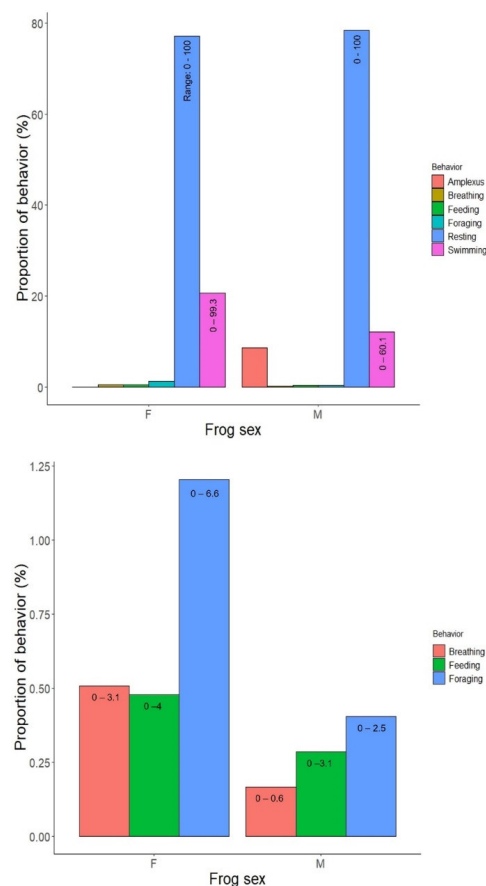 80
60
40
20
0
Proportion of behavior (%)
Range: 0 - 100
0 – 99.3
0 - 100
0 – 60.1
F
M
Frog sex
Behavior
Amplexus
Breathing
Feeding
Foraging
Resting
Swimming
1.25
1.00
0.75
0.50
0.25
0.00
Proportion of behavior (%)
0 – 3.1
0 –4
0 – 6.6
0 – 0.6
0 –3.1
0 – 2.5
F
M
Frog sex
Behavior
Breathing
Feeding
Foraging